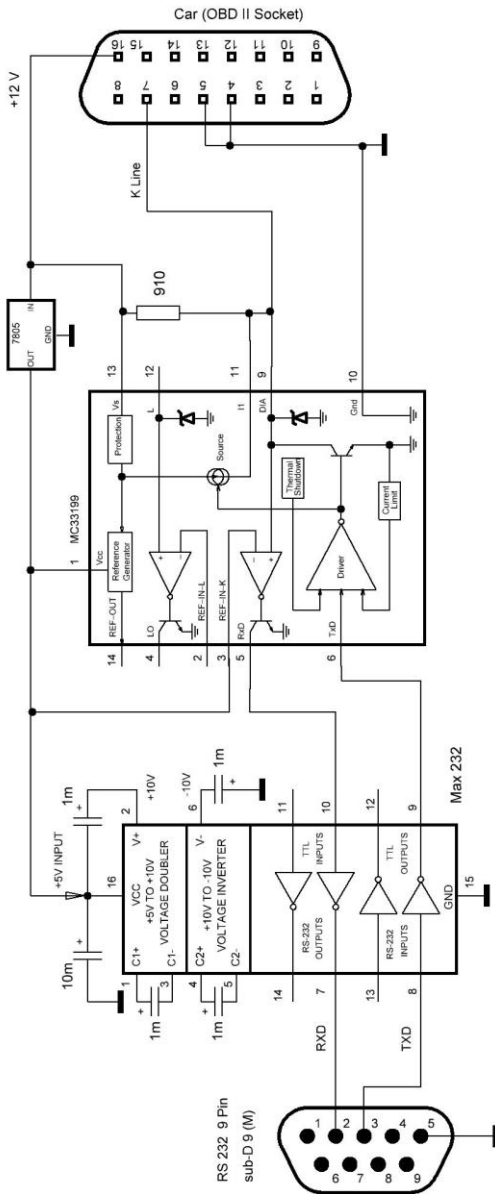 Car (OBD II Socket)
16
15
14
13
12
11
10
9
8
7
6
5
4
3
2
1
+12 V
K Line
7805
IN
OUT
GND
910
MC33199
1
13
12
11
9
10
Vcc
Vs
L
I1
DIA
Gnd
Protection
Reference
Generator
Source
Thermal
Shutdown
Current
Limit
Driver
REF-OUT
LO
REF-IN-L
REF-IN-K
RxD
TxD
14
4
2
3
5
6
+
-
-
+
+5V INPUT
10m
+
1m
+
+10V
-10V
1m
+
16
2
6
VCC
V+
+5V TO +10V
VOLTAGE DOUBLER
C1+
C1-
1
3
+
1m
V-
+10V TO -10V
VOLTAGE INVERTER
C2+
C2-
4
5
+
1m
11
10
12
9
TTL
INPUTS
RS-232
OUTPUTS
TTL
OUTPUTS
RS-232
INPUTS
14
7
13
8
GND
15
Max 232
RXD
TXD
RS 232 9 Pin
sub-D 9 (M)
1
2
3
4
5
6
7
8
9